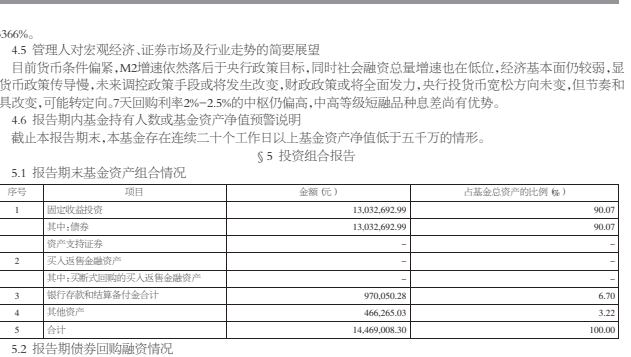 366%。
4.5 管理人对宏观经济、证券市场及行业走势的简要展望
目前货币条件偏紧,M2增速依然落后于央行政策目标,同时社会融资总量增速也在低位,经济基本面仍较弱,显
货币政策传导慢,未来调控政策手段或将发生改变,财政政策或将全面发力,央行投货币宽松方向未变,但节奏和
具改变,可能转定向。7天回购利率2%-2.5%的中枢仍偏高,中高等级短融品种息差尚有优势。
4.6 报告期内基金持有人数或基金资产净值预警说明
截止本报告期末,本基金存在连续二十个工作日以上基金资产净值低于五千万的情形。
§5 投资组合报告
5.1 报告期末基金资产组合情况
序号 项目 金额(元) 占基金总资产的比例(%)
1 固定收益投资 13,032,692.99 90.07
其中:债券 13,032,692.99 90.07
资产支持证券 – –
2 买入返售金融资产 – –
其中:买断式回购的买入返售金融资产 – –
3 银行存款和结算备付金合计 970,050.28 6.70
4 其他资产 466,265.03 3.22
5 合计 14,469,008.30 100.00
5.2 报告期债券回购融资情况